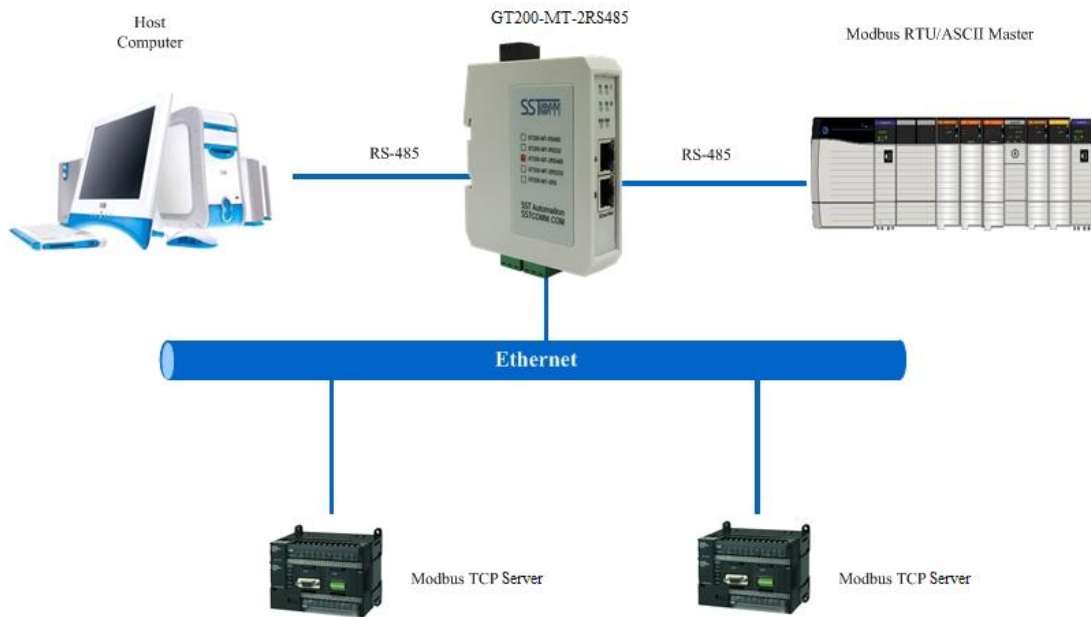 GT200-MT-2RS485
Host
Computer
Modbus RTU/ASCII Master
RS-485
RS-485
SST Automation
SSTCOMM.COM
Ethernet
Modbus TCP Server
Modbus TCP Server